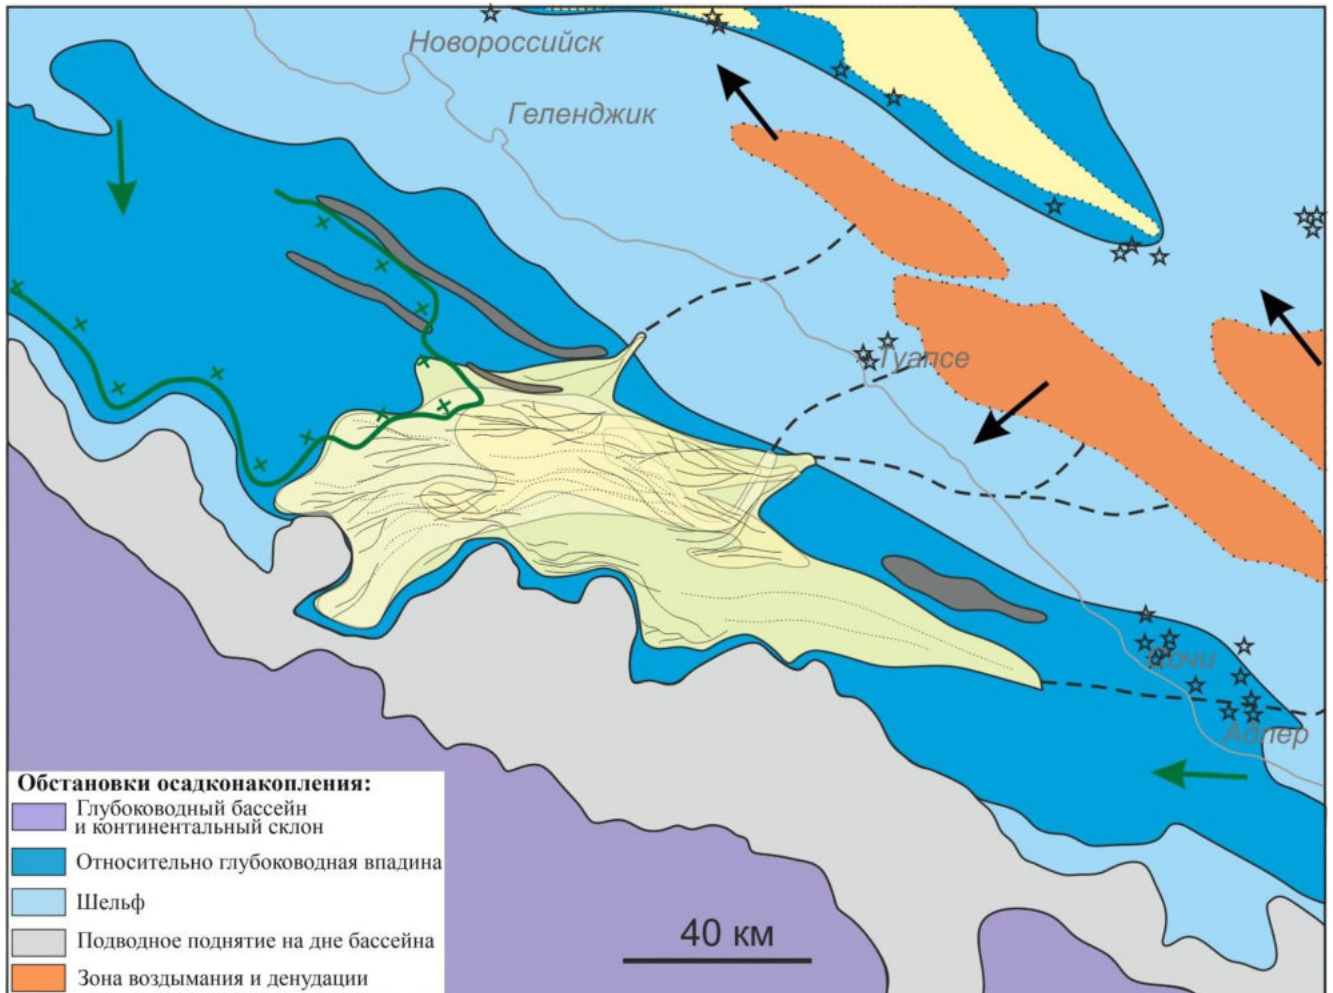 Новороссийск
Геленджик
Туапсе
Сочи
Адлер
Обстановки осадконакопления:
Глубоководный бассейн
и континентальный склон
Относительно глубоководная впадина
Шельф
Подводное поднятие на дне бассейна
Зона воздымания и денудации
40 км